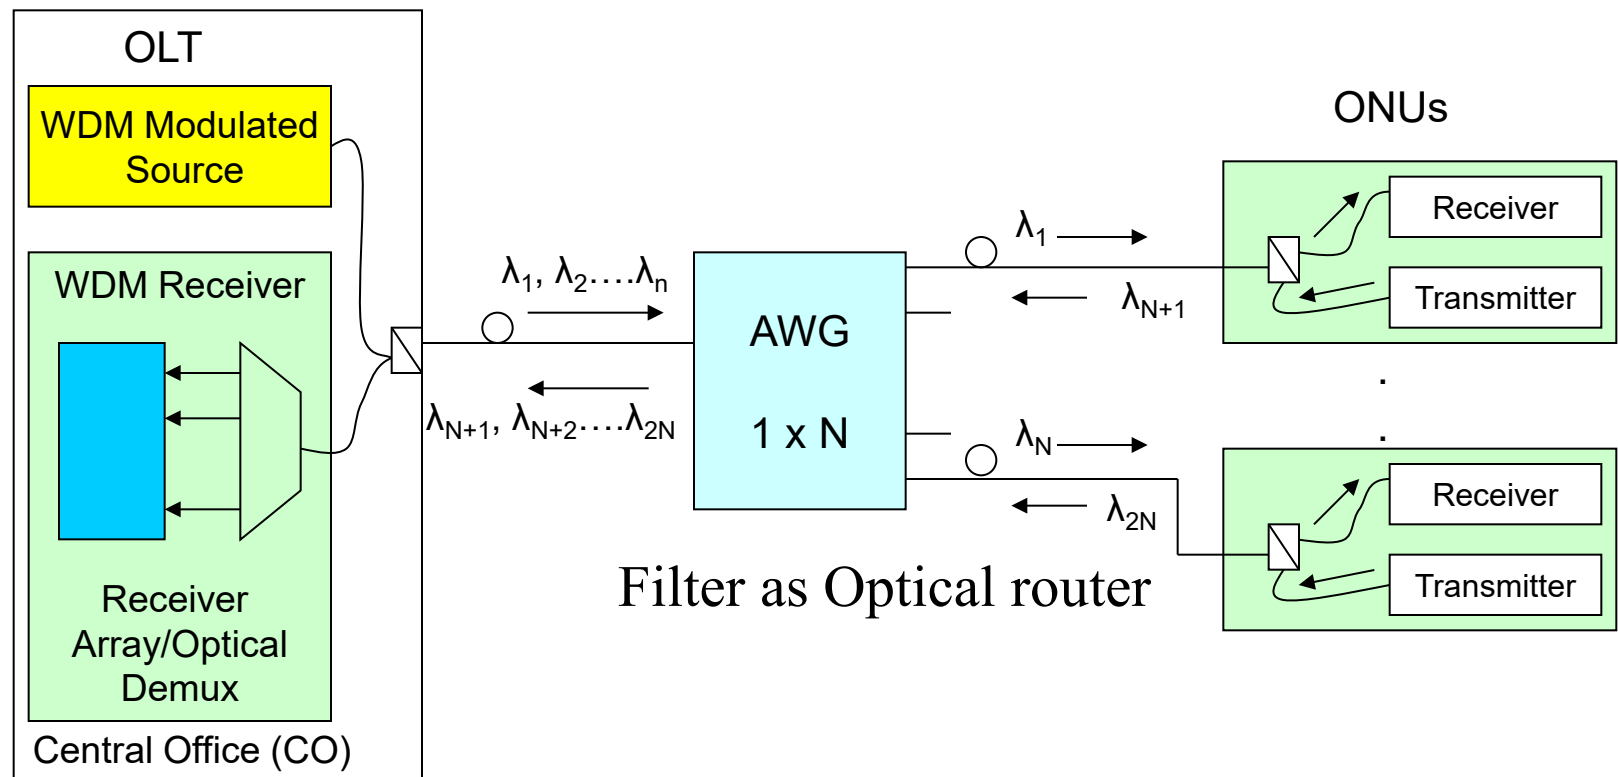 OLT
WDM Modulated
Source
WDM Receiver
Receiver
Array/Optical
Demux
Central Office (CO)
λ1, λ2....λn
λN+1, λN+2....λ2N
AWG
1 x N
Filter as Optical router
λ1
λN+1
λN
λ2N
ONUs
Receiver
Transmitter
.
.
Receiver
Transmitter